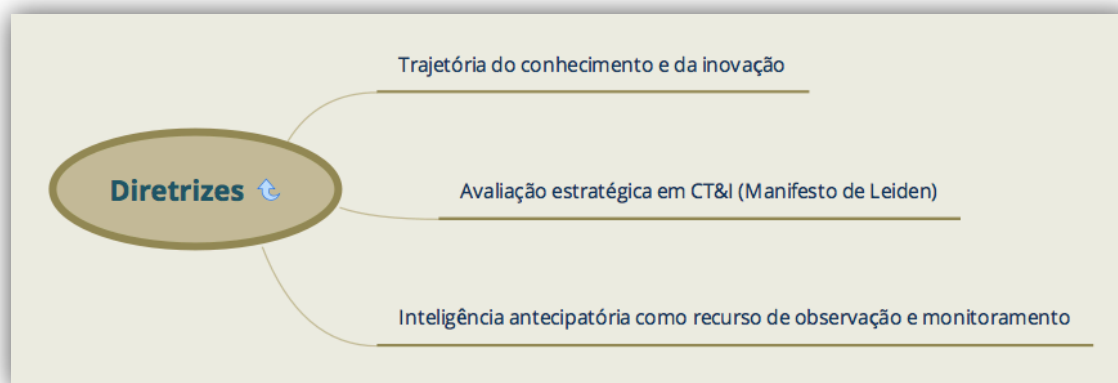 Trajetória do conhecimento e da inovação
Diretrizes
Avaliação estratégica em CT&I (Manifesto de Leiden)
Inteligência antecipatória como recurso de observação e monitoramento